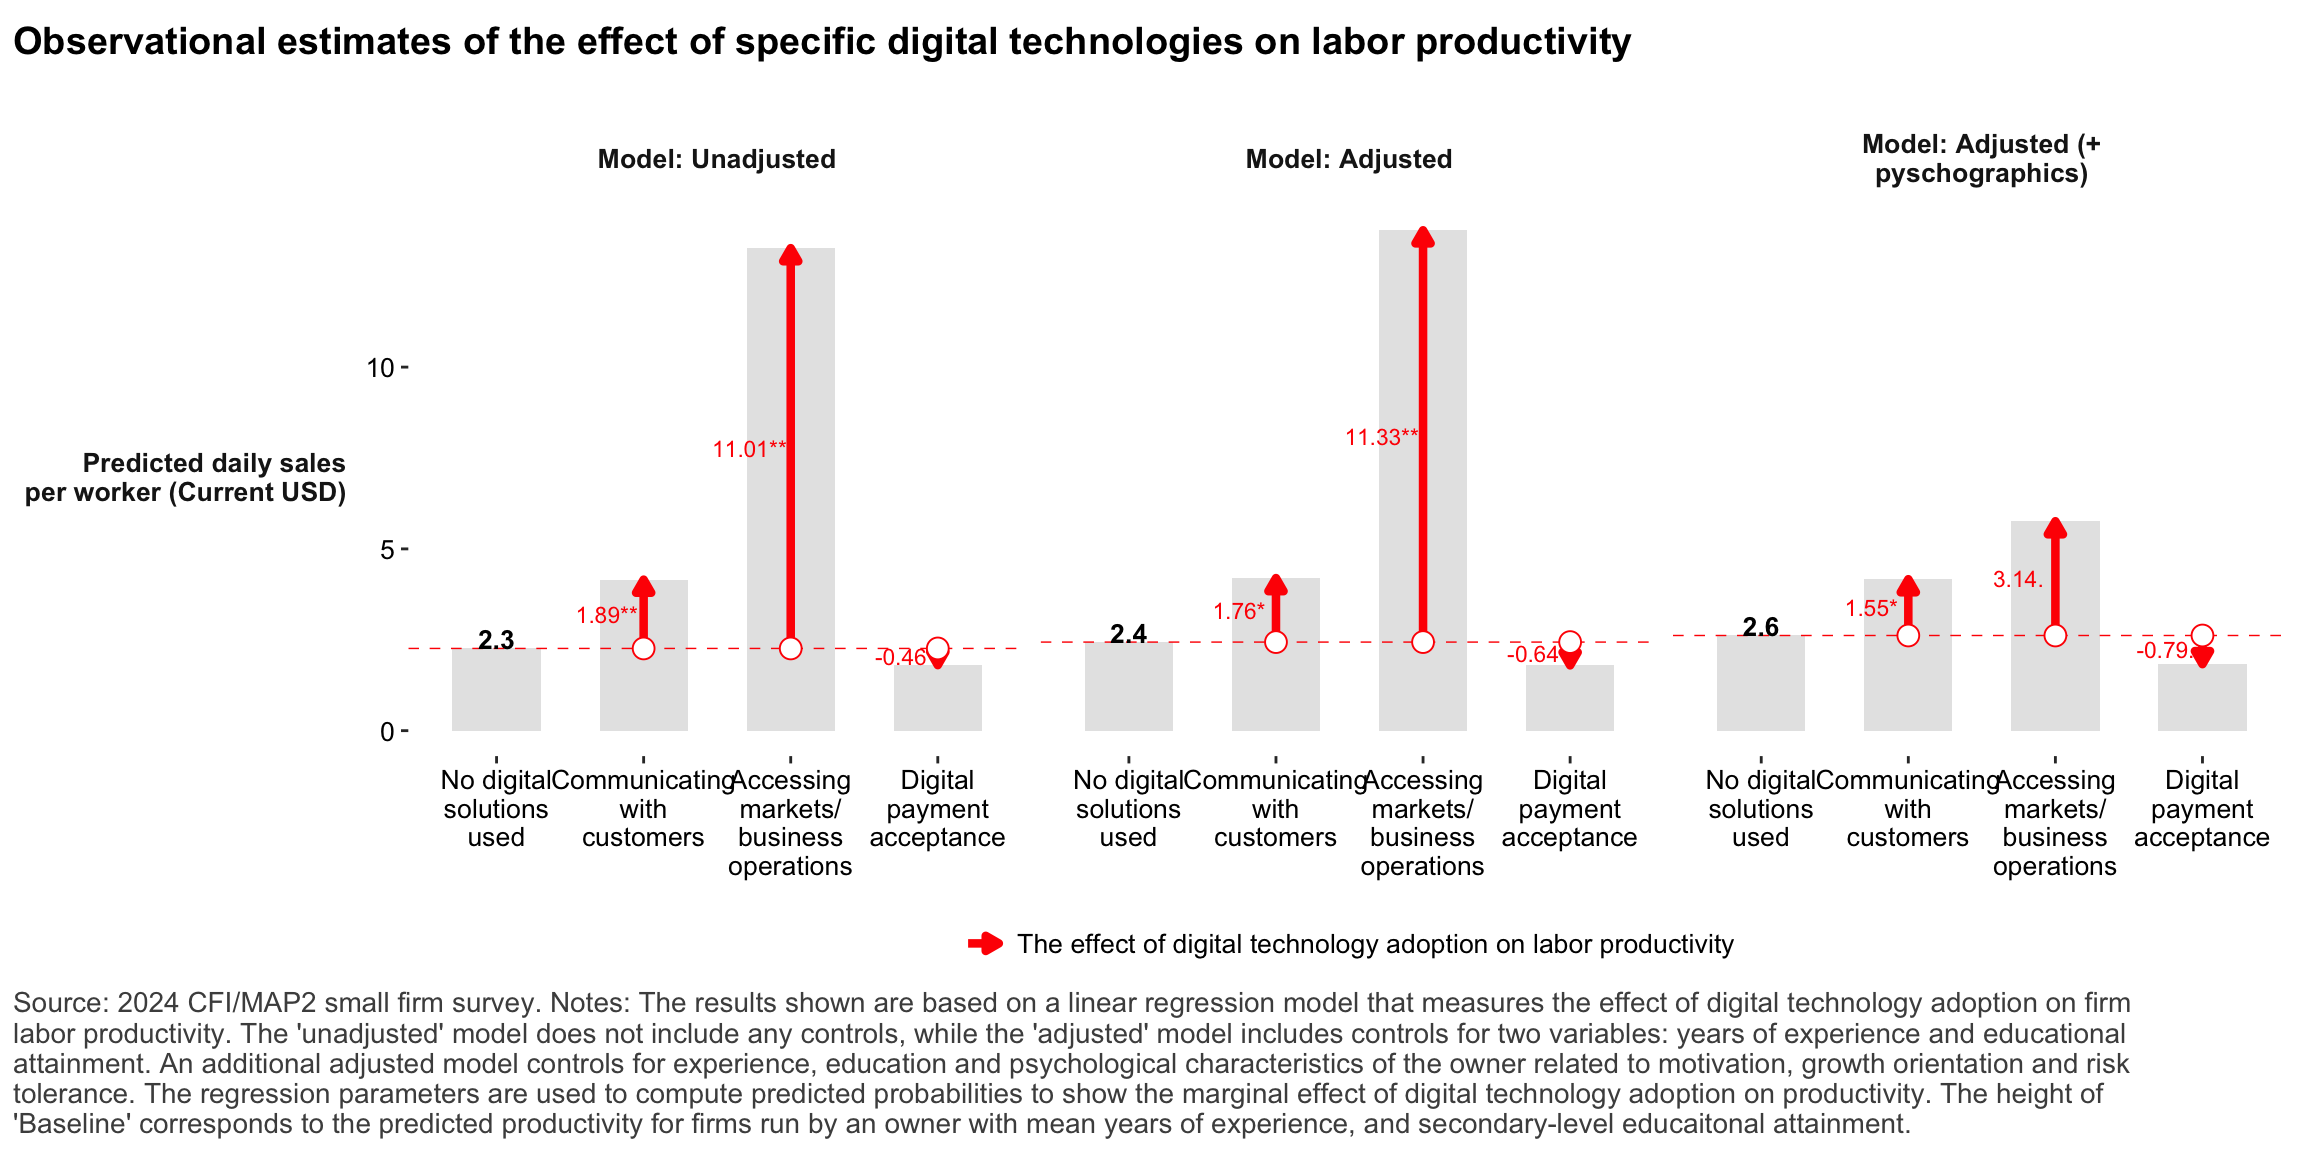 Observational estimates of the effect of specific digital technologies on labor productivity
Model: Unadjusted
Model: Adjusted
Model: Adjusted (+
pyschographics)
Predicted daily sales
per worker (Current USD)
10
5
0
2.3
1.89**
11.01**
-0.46
2.4
1.76*
11.33**
-0.64
2.6
1.55*
3.14.
-0.79.
No digital
solutions
used
Communicating
with
customers
Accessing
markets/
business
operations
Digital
payment
acceptance
No digital
solutions
used
Communicating
with
customers
Accessing
markets/
business
operations
Digital
payment
acceptance
No digital
solutions
used
Communicating
with
customers
Accessing
markets/
business
operations
Digital
payment
acceptance
The effect of digital technology adoption on labor productivity
Source: 2024 CFI/MAP2 small firm survey. Notes: The results shown are based on a linear regression model that measures the effect of digital technology adoption on firm
labor productivity. The 'unadjusted' model does not include any controls, while the 'adjusted' model includes controls for two variables: years of experience and educational
attainment. An additional adjusted model controls for experience, education and psychological characteristics of the owner related to motivation, growth orientation and risk
tolerance. The regression parameters are used to compute predicted probabilities to show the marginal effect of digital technology adoption on productivity. The height of
'Baseline' corresponds to the predicted productivity for firms run by an owner with mean years of experience, and secondary-level educaitonal attainment.